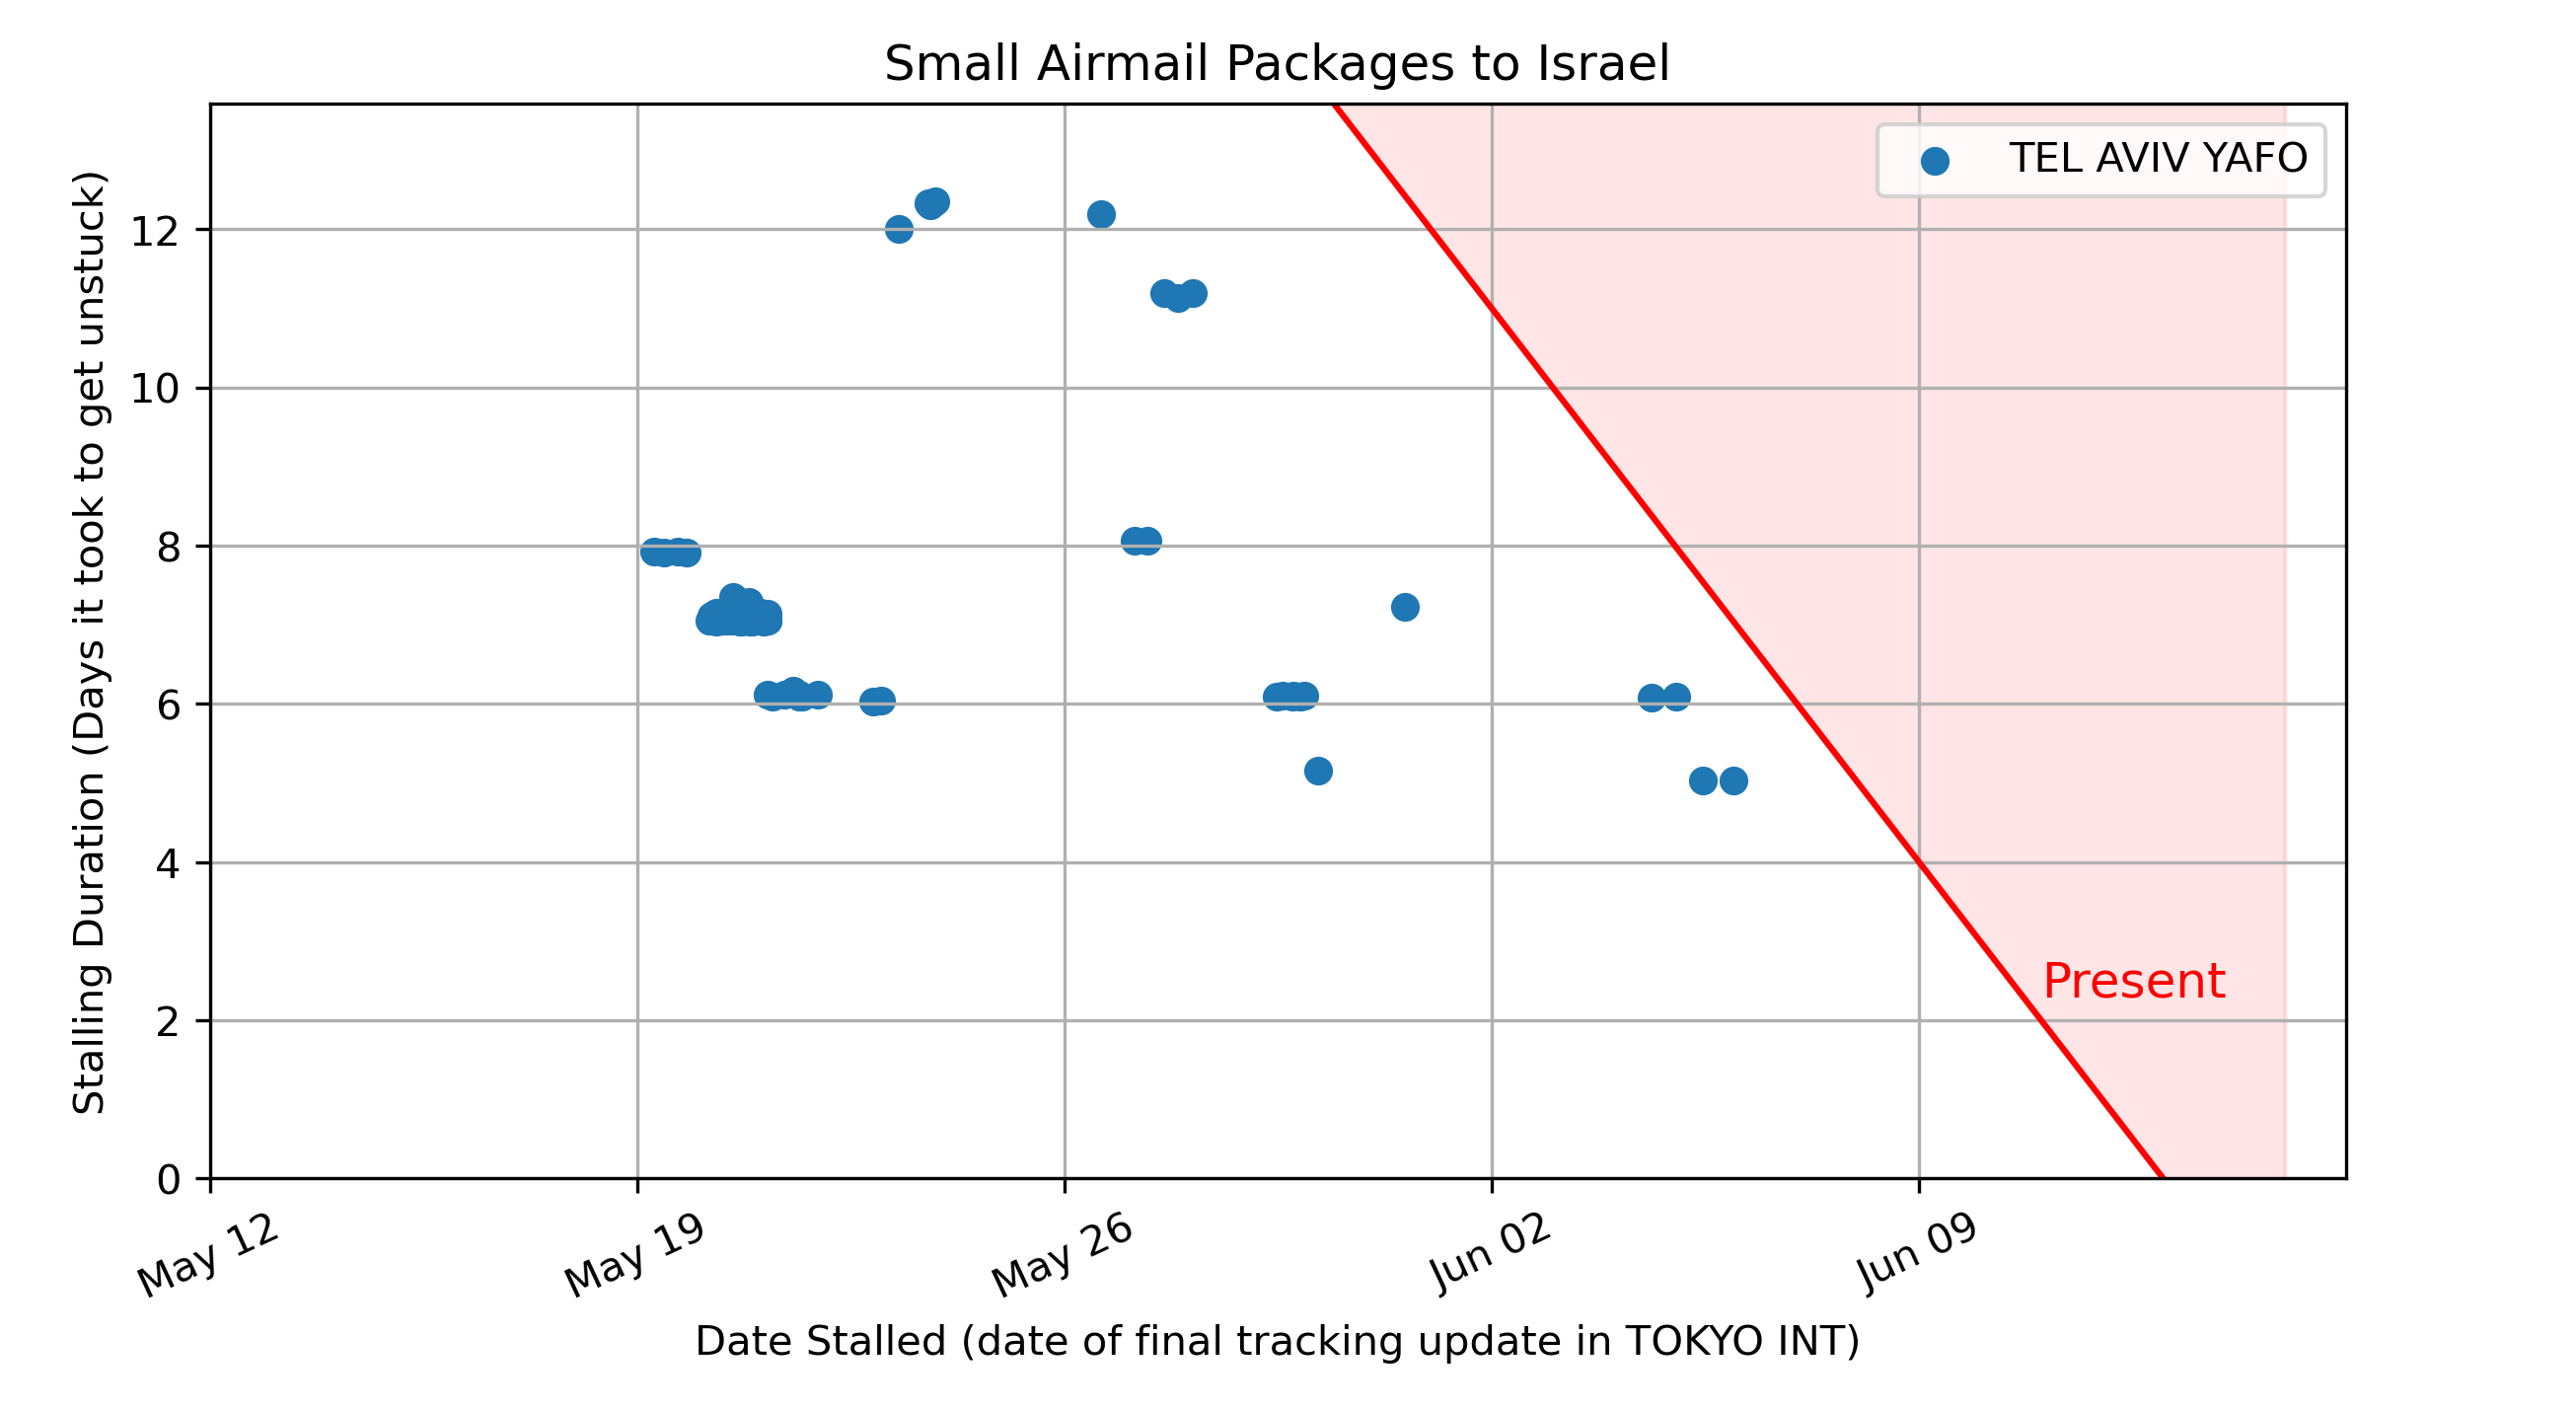 Small Airmail Packages to Israel
TEL AVIV YAFO
Stalling Duration (Days it took to get unstuck)
12
10
8
6
4
2
0
Present
May 12
May 19
May 26
Jun 02
Jun 09
Date Stalled (date of final tracking update in TOKYO INT)